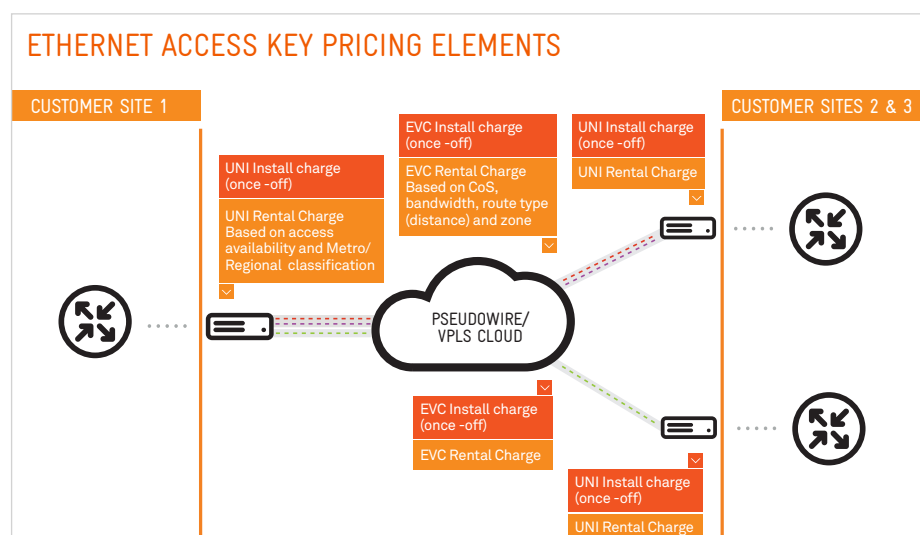 ETHERNET ACCESS KEY PRICING ELEMENTS
CUSTOMER SITE 1
CUSTOMER SITES 2 & 3
UNI Install charge
(once -off)
UNI Rental Charge
Based on access
availability and Metro/
Regional classification
EVC Install charge
(once -off)
EVC Rental Charge
Based on CoS,
bandwidth, route type
(distance) and zone
UNI Install charge
(once -off)
UNI Rental Charge
PSEUDOWIRE/
VPLS CLOUD
EVC Install charge
(once -off)
EVC Rental Charge
UNI Install charge
(once -off)
UNI Rental Charge